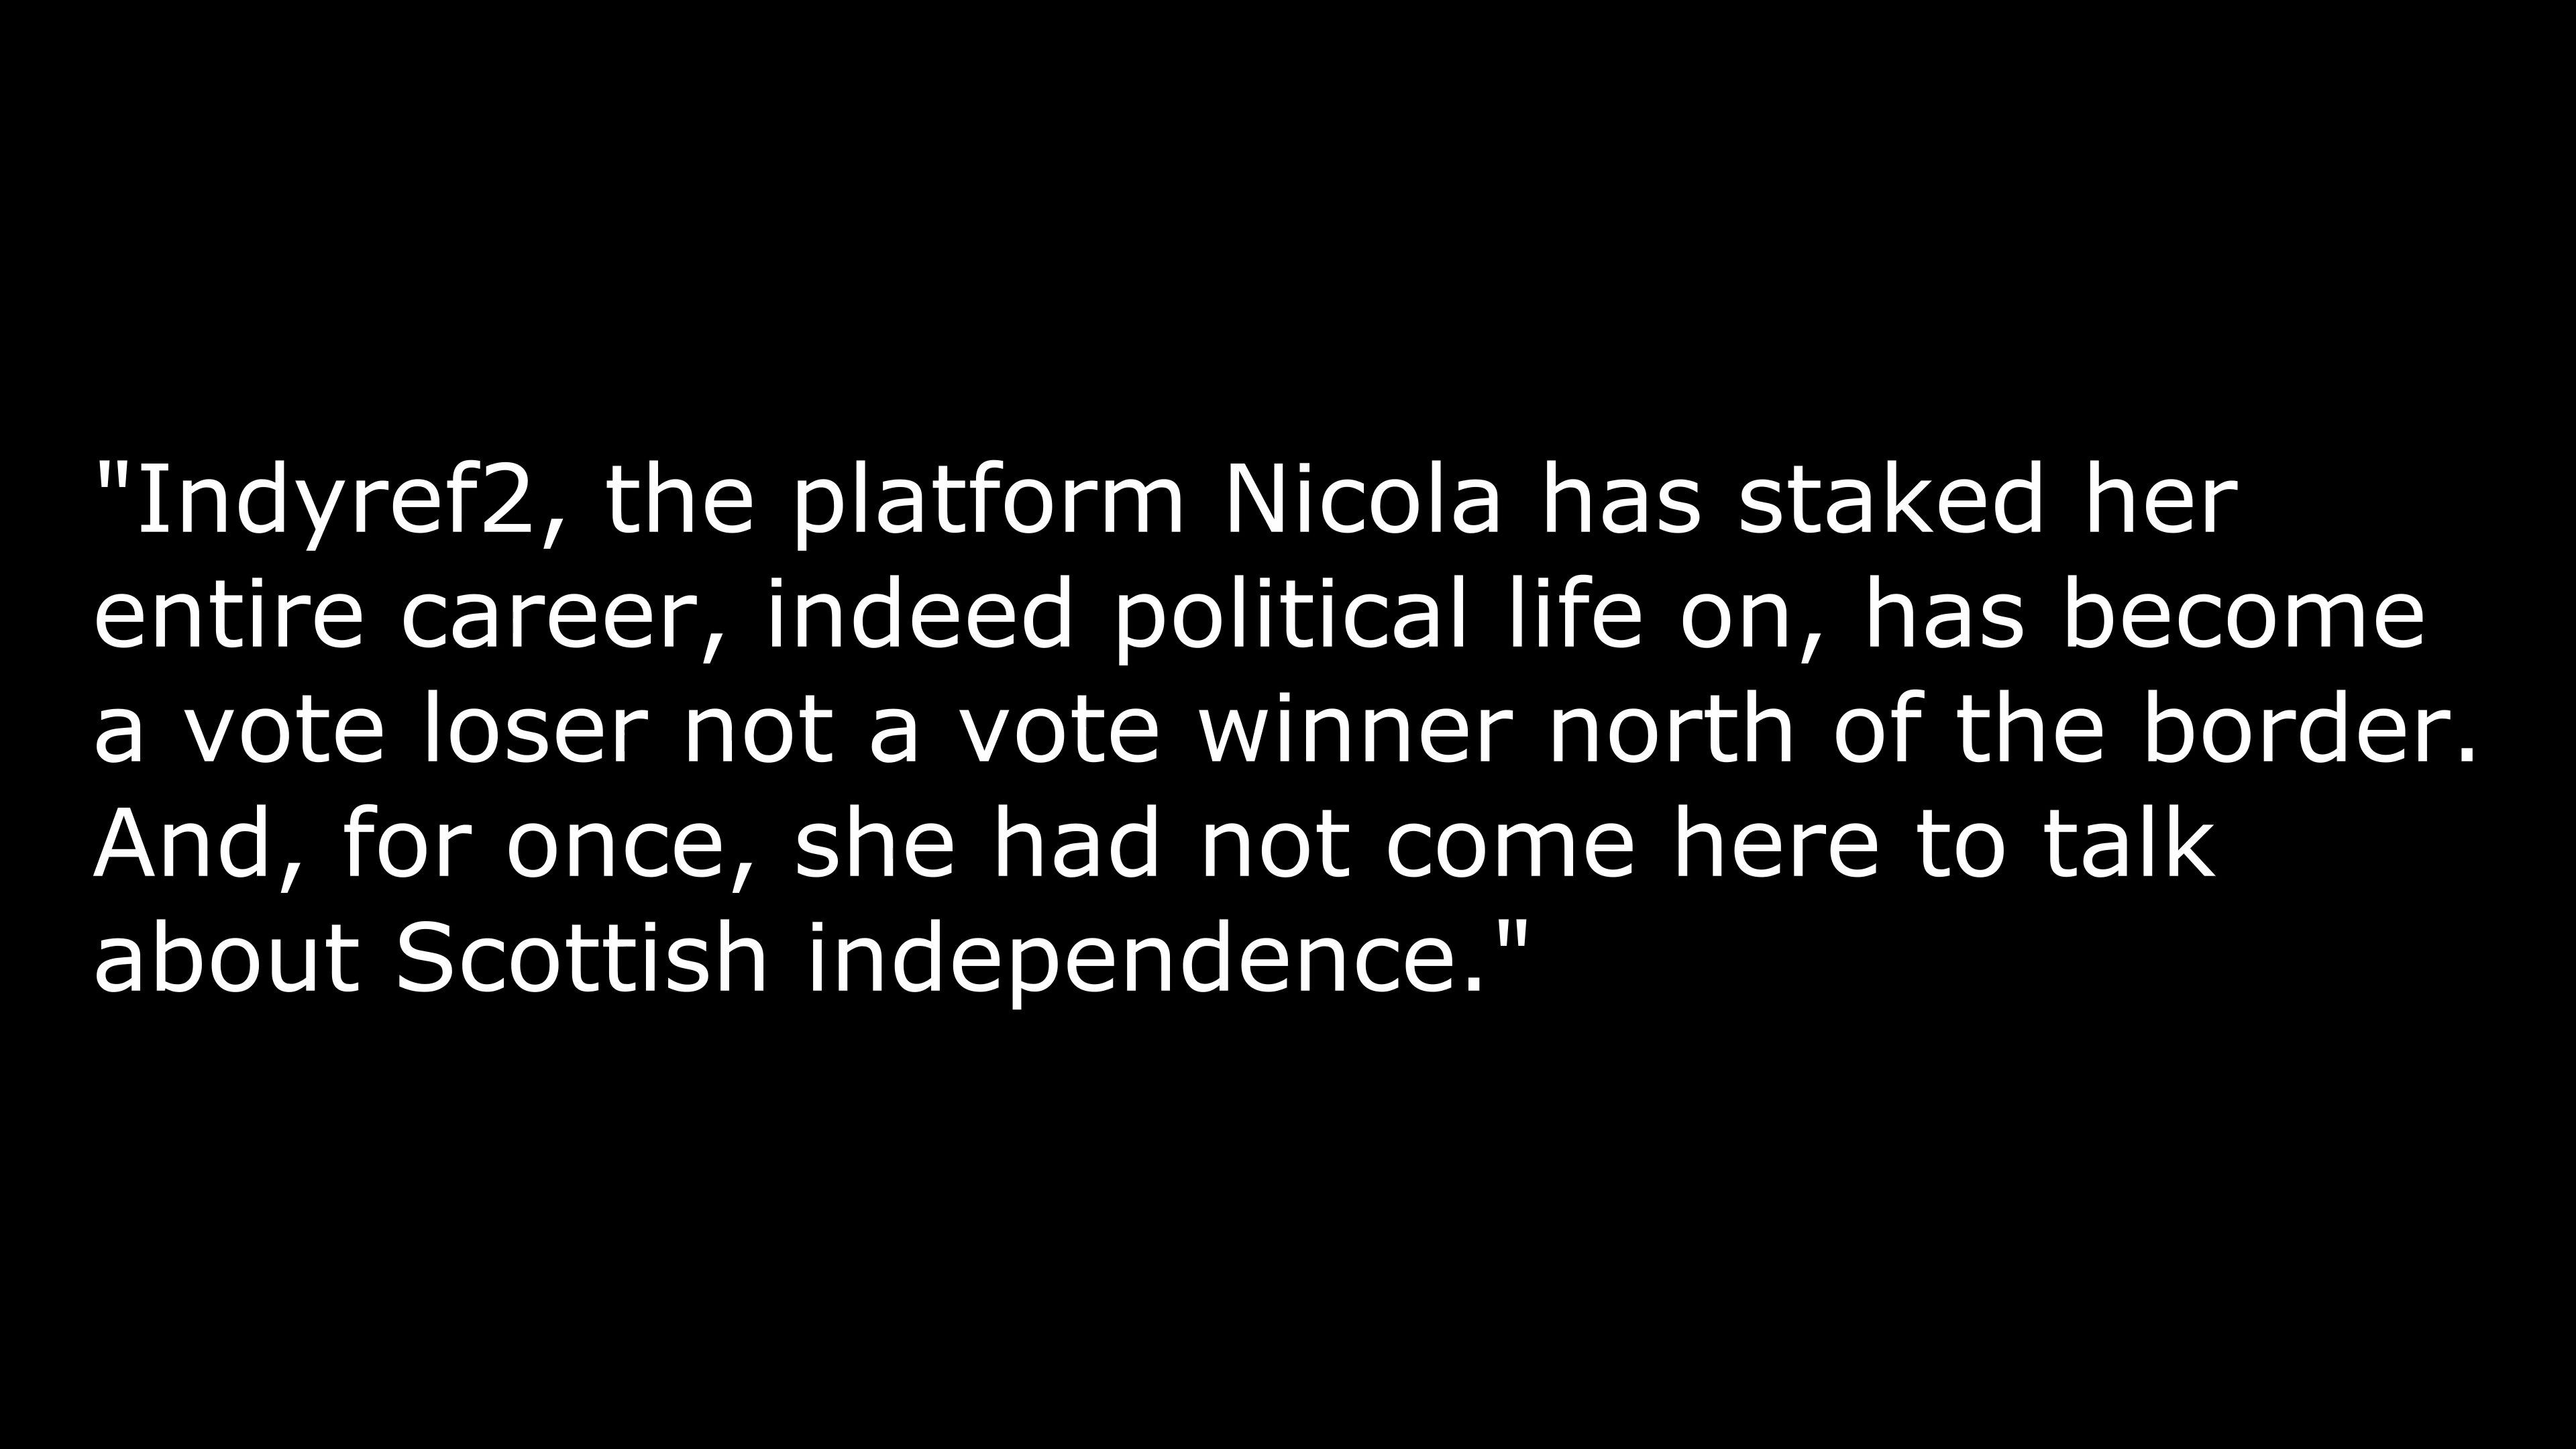 "Indyref2, the platform Nicola has staked her
entire career, indeed political life on, has become
a vote loser not a vote winner north of the border.
And, for once, she had not come here to talk
about Scottish independence."